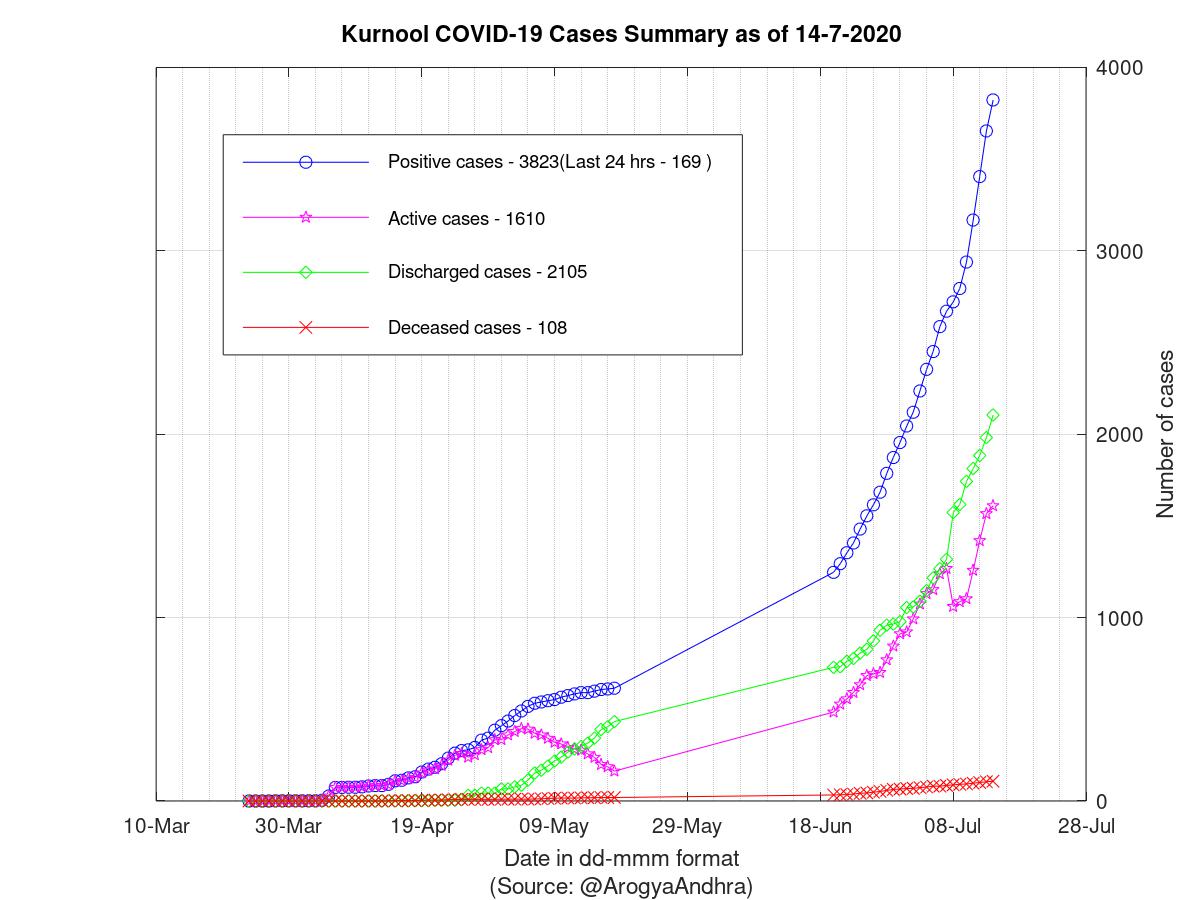 Kurnool COVID-19 Cases Summary as of 14-7-2020
4000
Positive cases - 3823(Last 24 hrs - 169 )
Active cases - 1610
3000
Discharged cases - 2105
Deceased cases - 108
2000
Number of cases
1000
0
10-Mar 30-Mar 19-Apr 09-May 29-May 18-Jun 08-Jul 28-Jul
Date in dd-mmm format
(Source: @ArogyaAndhra)